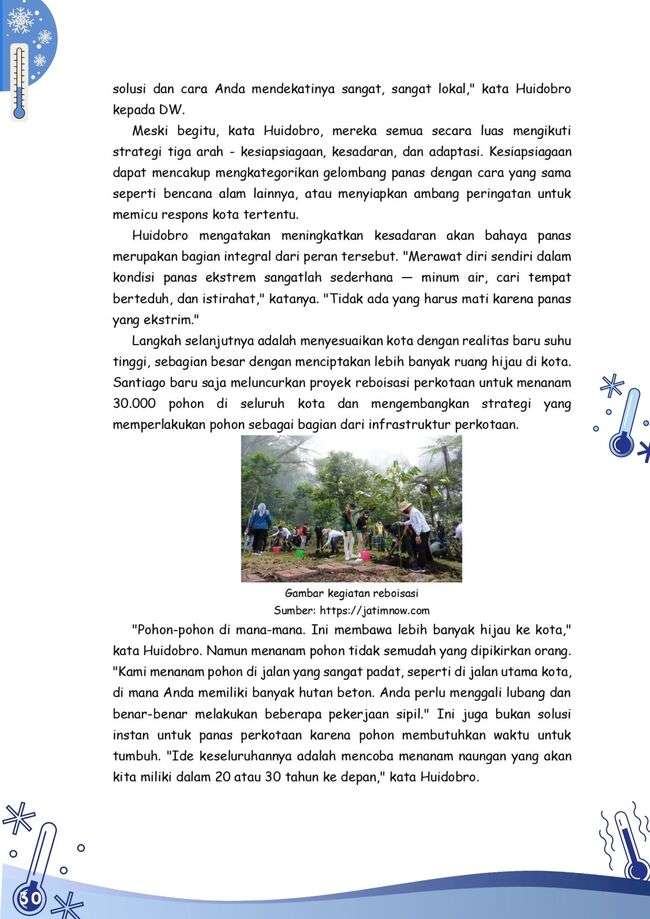 solusi dan cara Anda mendekatinya sangat, sangat lokal," kata Huidobro
kepada DW.
Meski begitu, kata Huidobro, mereka semua secara luas mengikuti
strategi tiga arah - kesiapsiagaan, kesadaran, dan adaptasi. Kesiapsiagaan
dapat mencakup mengkategorikan gelombang panas dengan cara yang sama
seperti bencana alam lainnya, atau menyiapkan ambang peringatan untuk
memicu respons kota tertentu.
Huidobro mengatakan meningkatkan kesadaran akan bahaya panas
merupakan bagian integral dari peran tersebut. "Merawat diri sendiri dalam
kondisi panas ekstrem sangatlah sederhana — minum air, cari tempat
berteduh, dan istirahat," katanya. "Tidak ada yang harus mati karena panas
yang ekstrim."
Langkah selanjutnya adalah menyesuaikan kota dengan realitas baru suhu
tinggi, sebagian besar dengan menciptakan lebih banyak ruang hijau di kota.
Santiago baru saja meluncurkan proyek reboisasi perkotaan untuk menanam
30.000 pohon di seluruh kota dan mengembangkan strategi yang
memperlakukan pohon sebagai bagian dari infrastruktur perkotaan.
Gambar kegiatan reboisasi
Sumber: https://jatimnow.com
"Pohon-pohon di mana-mana. Ini membawa lebih banyak hijau ke kota,"
kata Huidobro. Namun menanam pohon tidak semudah yang dipikirkan orang.
"Kami menanam pohon di jalan yang sangat padat, seperti di jalan utama kota,
di mana Anda memiliki banyak hutan beton. Anda perlu menggali lubang dan
benar-benar melakukan beberapa pekerjaan sipil." Ini juga bukan solusi
instan untuk panas perkotaan karena pohon membutuhkan waktu untuk
tumbuh. "Ide keseluruhannya adalah mencoba menanam naungan yang akan
kita miliki dalam 20 atau 30 tahun ke depan," kata Huidobro.
30